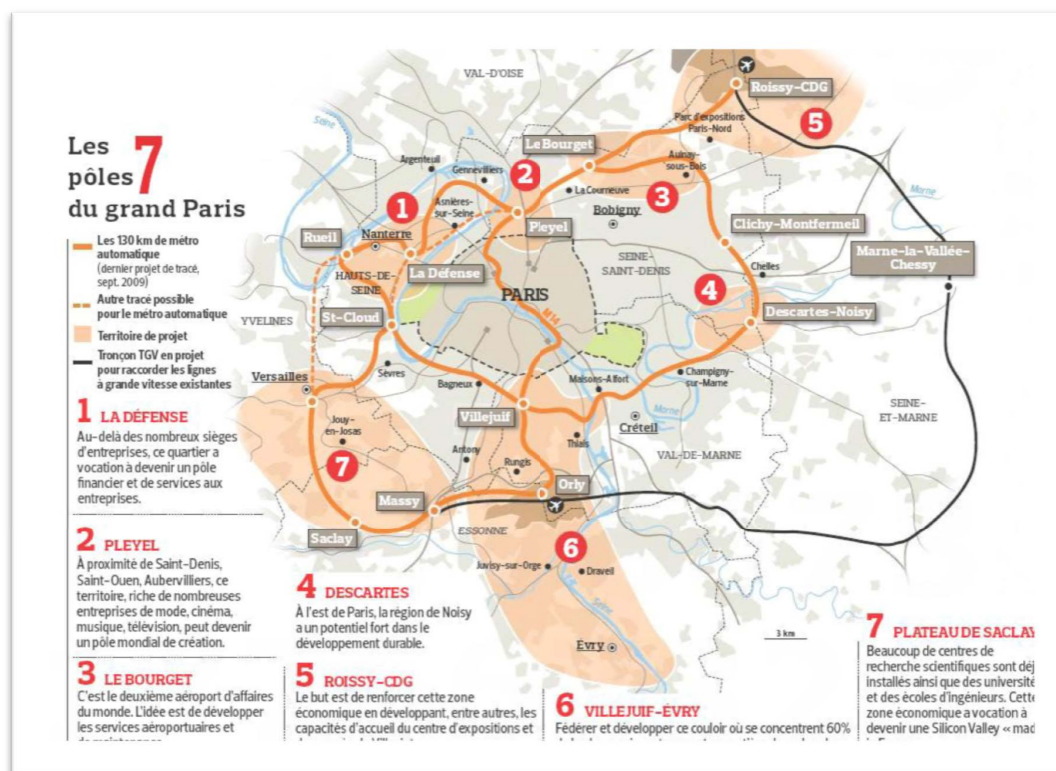 Les 7
pôles
du grand Paris
Les 130 km de métro
automatique
(dernier projet de tracé,
sept. 2009)
Autre tracé possible
pour le métro automatique
Territoire de projet
Tronçon TGV en projet
pour raccorder les lignes
à grande vitesse existantes
VAL-D'OISE
Roissy-CDG
5
Parc d'expositions
Paris-Nord
Le Bourget
Aulnay-
sous-Bois
Seine
Argenteuil
Gennevilliers
2
La Courneuve
3
Marne
1
Asnières-
sur-Seine
Bobigny
Pleyel
Clichy-Montfermeil
Rueil
Nanterre
La Défense
HAUTS-DE-
SEINE
SEINE-
SAINT-DENIS
Chelles
Marne-la-Vallée-
Chessy
PARIS
4
M14
St-Cloud
YVELINES
Descartes-Noisy
Sèvres
Versailles
Bagneux
Maisons-Alfort
Champigny-
sur-Marne
SEINE-
ET-MARNE
Jouy-
en-Josas
Villejuif
Marne
Créteil
7
Antony
Rungis
Thiais
VAL-DE-MARNE
Massy
Orly
Saclay
ESSONNE
6
Juvisy-sur-Orge
Draveil
Seine
Évry
3 km
1 LA DÉFENSE
Au-delà des nombreux sièges
d'entreprises, ce quartier a
vocation à devenir un pôle
financier et de services aux
entreprises.
2 PLEYEL
À proximité de Saint-Denis,
Saint-Ouen, Aubervilliers, ce
territoire, riche de nombreuses
entreprises de mode, cinéma,
musique, télévision, peut devenir
un pôle mondial de création.
3 LE BOURGET
C'est le deuxième aéroport d'affaires
du monde. L'idée est de développer
les services aéroportuaires et
4 DESCARTES
À l'est de Paris, la région de Noisy
a un potentiel fort dans le
développement durable.
5 ROISSY-CDG
Le but est de renforcer cette zone
économique en développant, entre autres, les
capacités d'accueil du centre d'expositions et
6 VILLEJUIF-ÉVRY
Fédérer et développer ce couloir où se concentrent 60%
7 PLATEAU DE SACLAY
Beaucoup de centres de
recherche scientifiques sont déj
installés ainsi que des université
et des écoles d'ingénieurs. Cette
zone économique a vocation à
devenir une Silicon Valley « mad